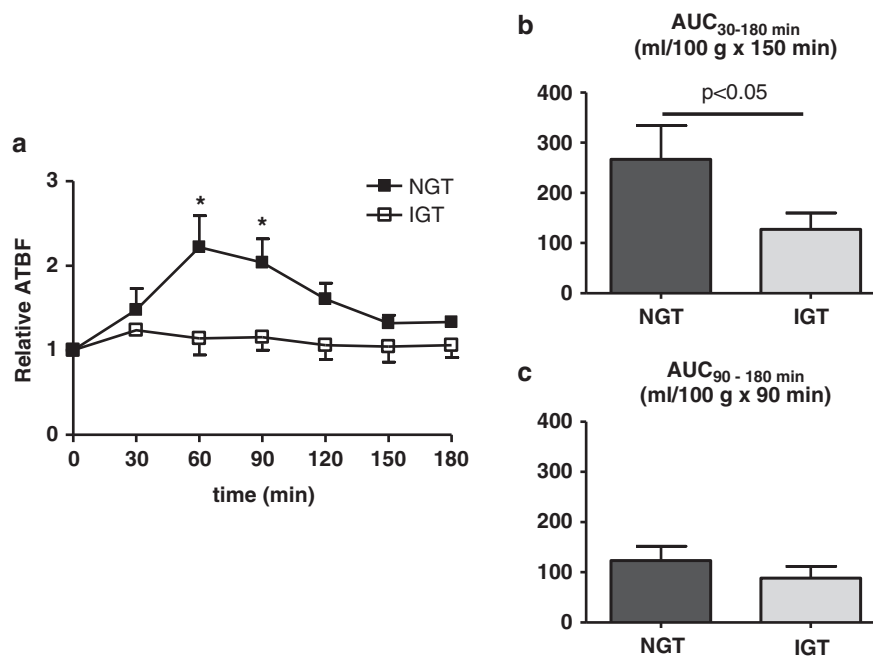 a
3
2
1
0
Relative ATBF
* *
NGT
IGT
0 30 60 90 120 150 180
time (min)
b
AUC30-180 min
(ml/100 g x 150 min)
400
300
200
100
0
p<0.05
NGT IGT
c
AUC90 - 180 min
(ml/100 g x 90 min)
400
300
200
100
0
NGT IGT